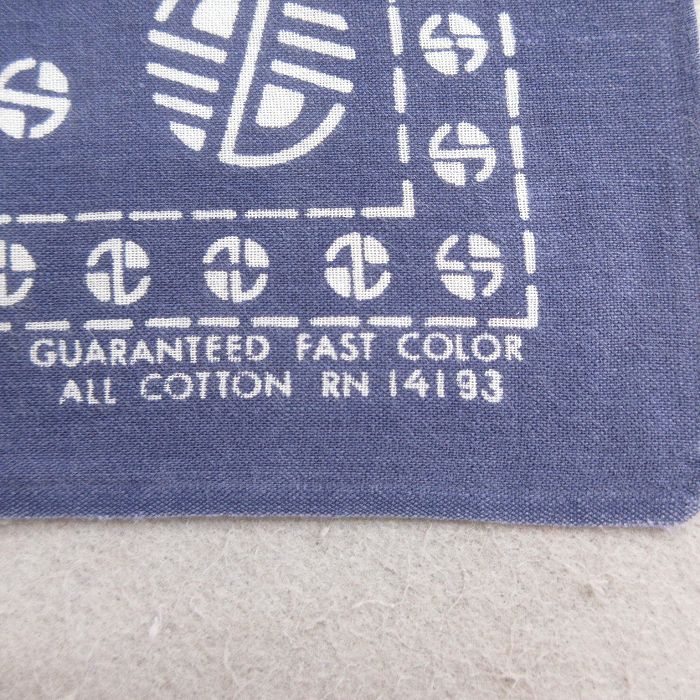 GUARANTEED FAST COLOR
ALL COTTON RN 14193